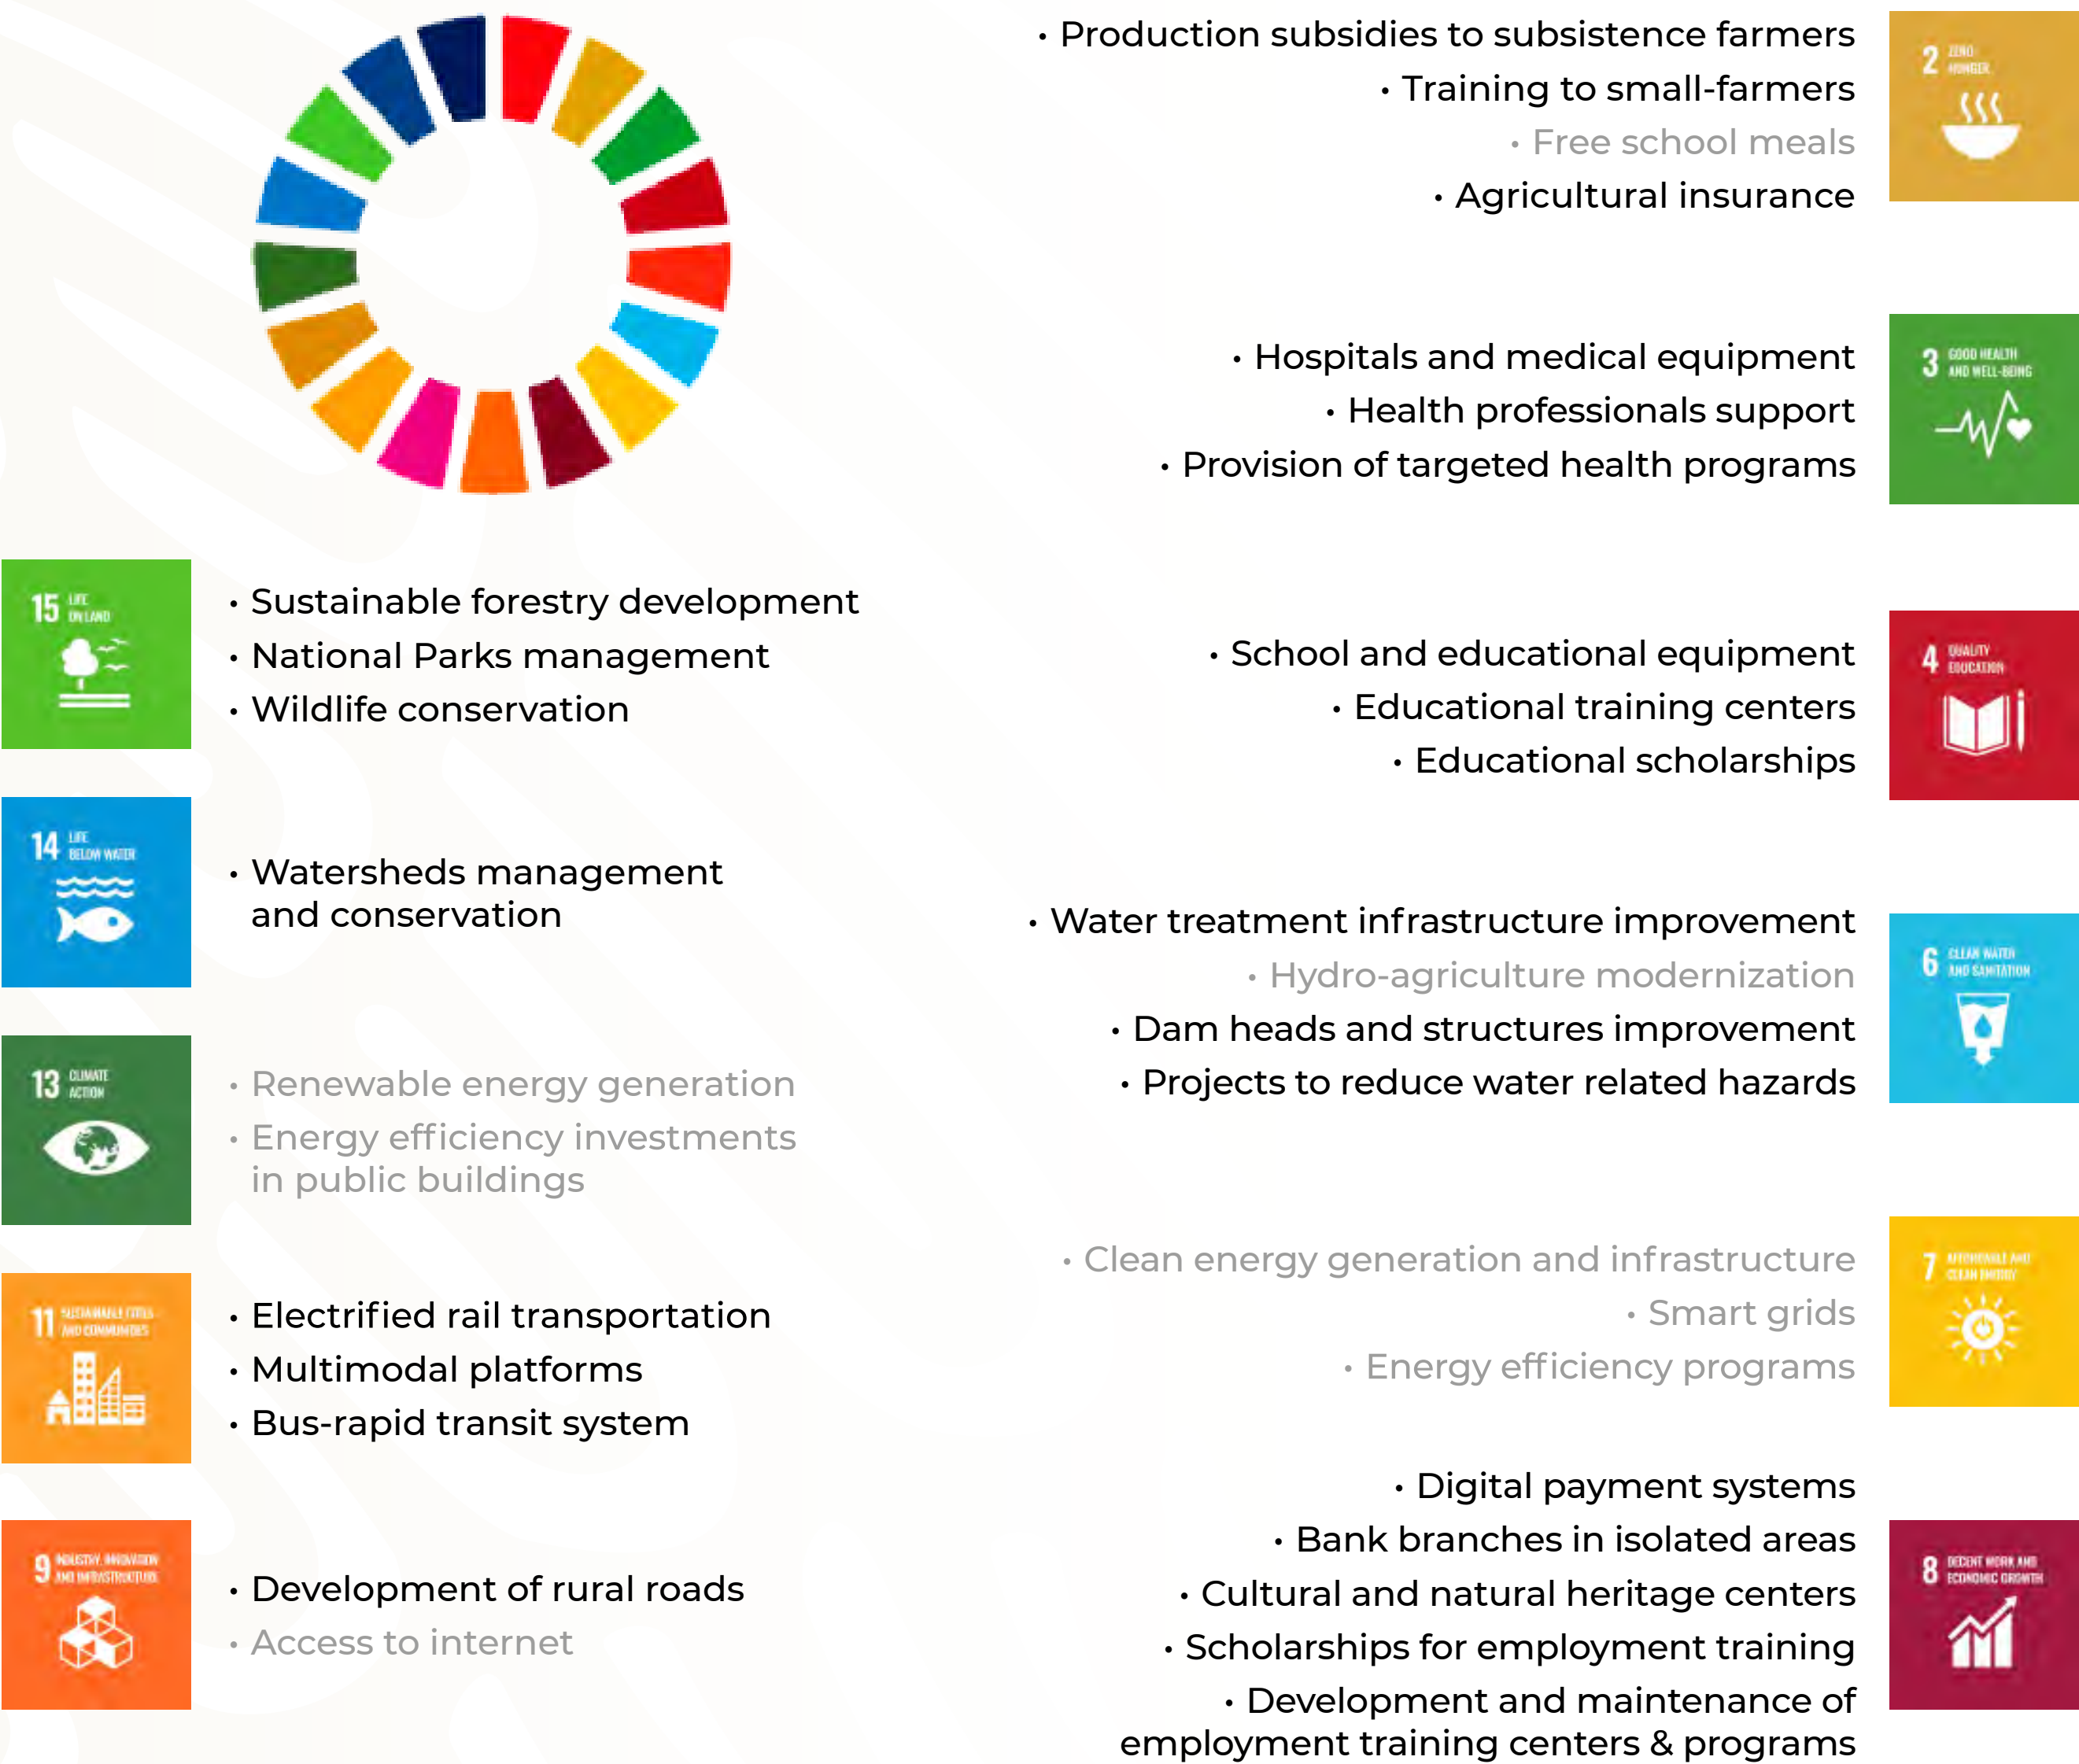 • Production subsidies to subsistence farmers
• Training to small-farmers
• Free school meals
• Agricultural insurance
2 ZERO
HUNGER
• Hospitals and medical equipment
• Health professionals support
• Provision of targeted health programs
3 GOOD HEALTH
AND WELL-BEING
• School and educational equipment
• Educational training centers
• Educational scholarships
4 QUALITY
EDUCATION
• Water treatment infrastructure improvement
• Hydro-agriculture modernization
• Dam heads and structures improvement
• Projects to reduce water related hazards
6 CLEAN WATER
AND SANITATION
• Clean energy generation and infrastructure
• Smart grids
• Energy efficiency programs
7 AFFORDABLE AND
CLEAN ENERGY
• Digital payment systems
• Bank branches in isolated areas
• Cultural and natural heritage centers
• Scholarships for employment training
• Development and maintenance of
employment training centers & programs
8 DECENT WORK AND
ECONOMIC GROWTH
15 LIFE
ON LAND
• Sustainable forestry development
• National Parks management
• Wildlife conservation
14 LIFE
BELOW WATER
• Watersheds management
and conservation
13 CLIMATE
ACTION
• Renewable energy generation
• Energy efficiency investments
in public buildings
11 SUSTAINABLE CITIES
AND COMMUNITIES
• Electrified rail transportation
• Multimodal platforms
• Bus-rapid transit system
9 INDUSTRY, INNOVATION
AND INFRASTRUCTURE
• Development of rural roads
• Access to internet